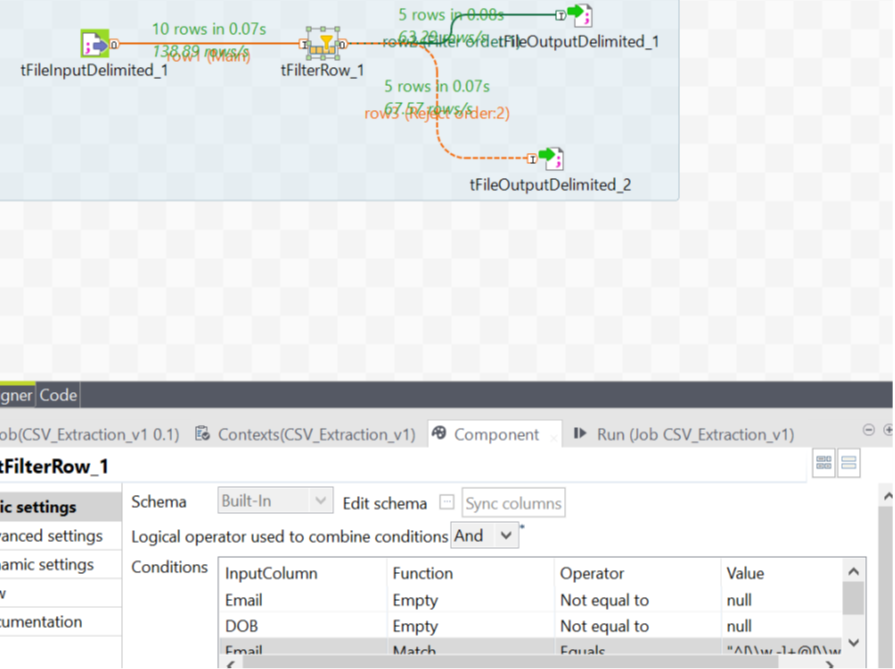 5 rows in 0.08s
10 rows in 0.07s
63.29 rows/s
row2 (Filter order:1)
tFileOutputDelimited_1
138.89 rows/s
row1 (Main)
tFileInputDelimited_1
tFilterRow_1
5 rows in 0.07s
67.57 rows/s
row3 (Reject order:2)
tFileOutputDelimited_2
gner Code
ob(CSV_Extraction_v1 0.1) Contexts(CSV_Extraction_v1) Component Run (Job CSV_Extraction_v1)
tFilterRow_1
ic settings Schema Built-In Edit schema Sync columns
vanced settings Logical operator used to combine conditions And
namic settings Conditions InputColumn Function Operator Value
w Email Empty Not equal to null
cumentation DOB Empty Not equal to null
Email Match Equals